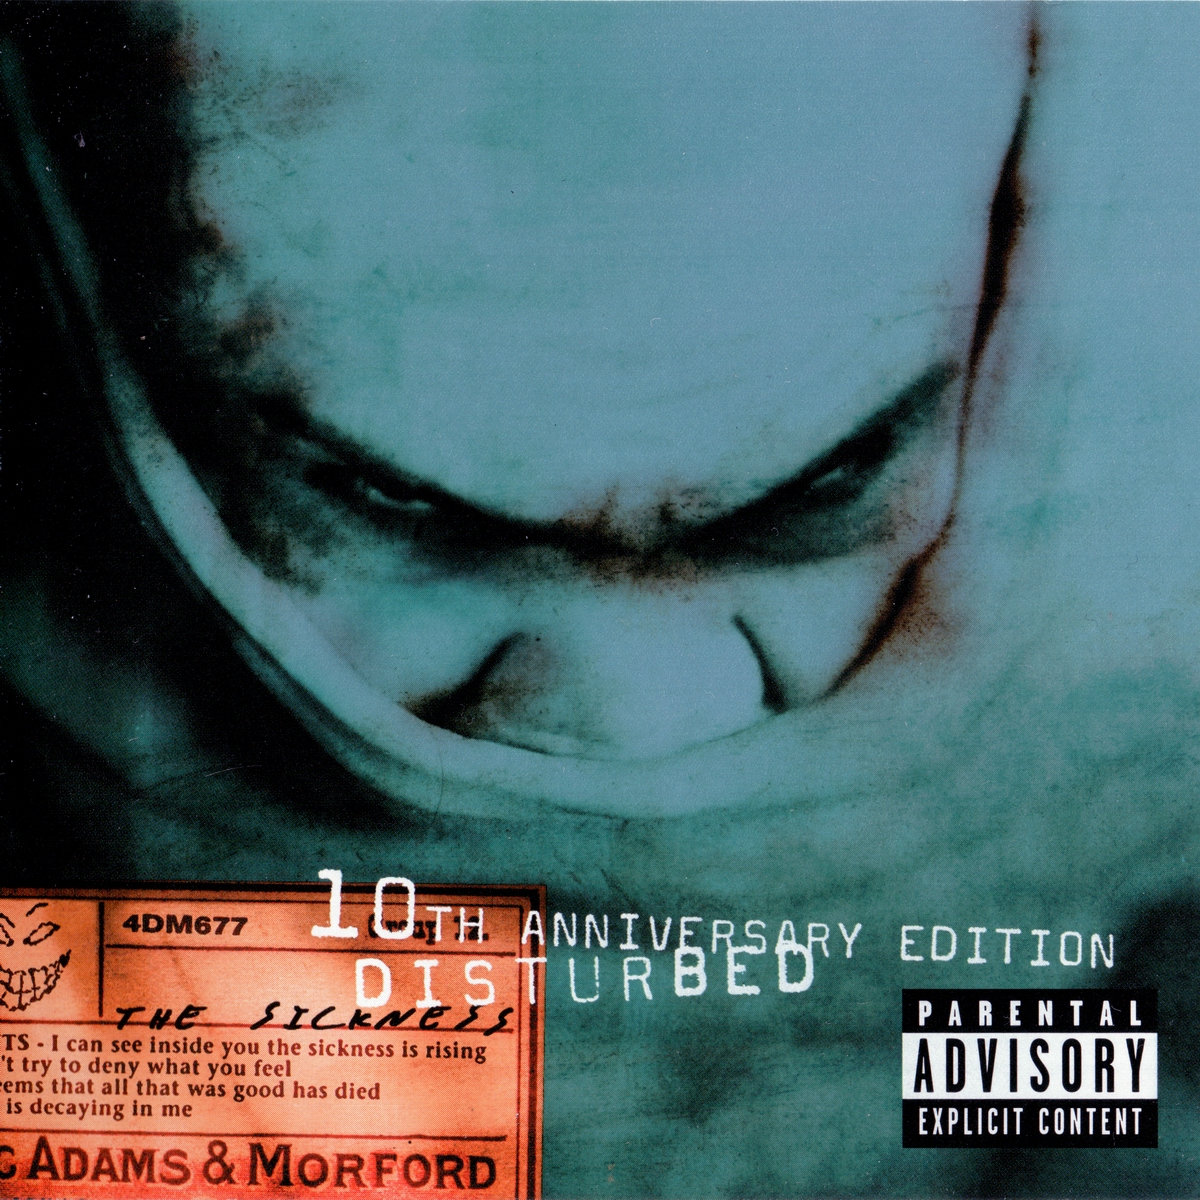 10TH ANNIVERSARY EDITION
DISTURBED
4DM677
THE SICKNESS
TS - I can see inside you the sickness is rising
't try to deny what you feel
eems that all that was good has died
is decaying in me
ADAMS & MORFORD
PARENTAL
ADVISORY
EXPLICIT CONTENT